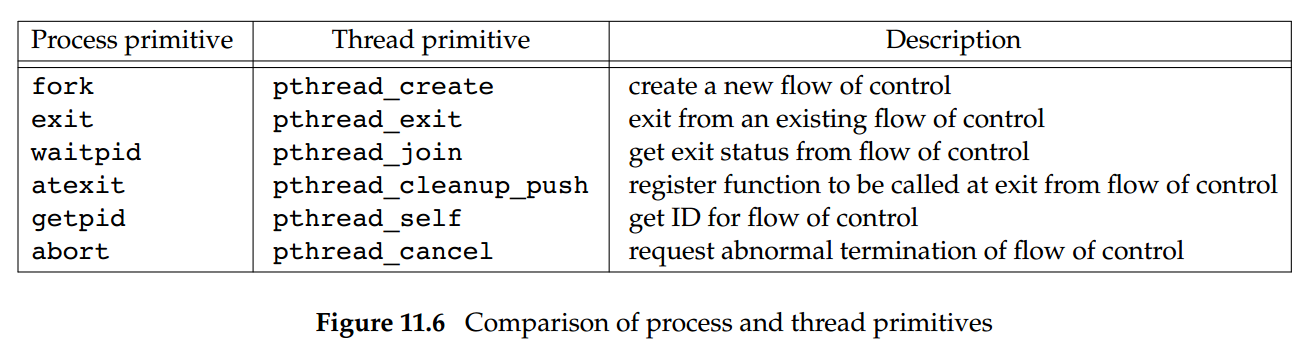 Process primitive Thread primitive Description
fork pthread_create create a new flow of control
exit pthread_exit exit from an existing flow of control
waitpid pthread_join get exit status from flow of control
atexit pthread_cleanup_push register function to be called at exit from flow of control
getpid pthread_self get ID for flow of control
abort pthread_cancel request abnormal termination of flow of control
Figure 11.6 Comparison of process and thread primitives